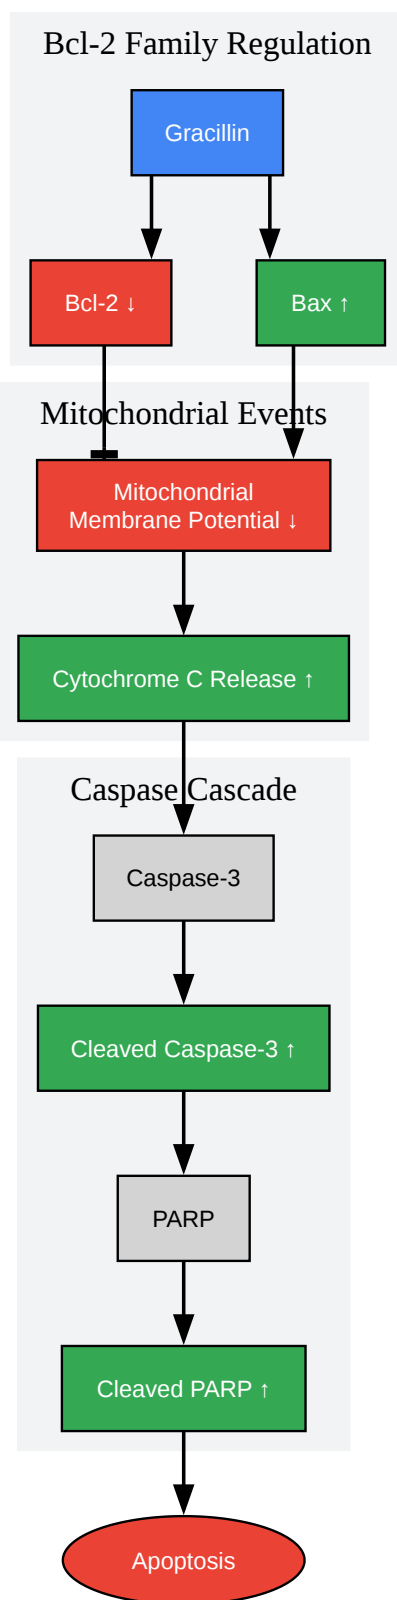 Bcl-2 Family Regulation
Gracillin
Bcl-2 ↓
Bax ↑
Mitochondrial Events
Mitochondrial
Membrane Potential ↓
Cytochrome C Release ↑
Caspase Cascade
Caspase-3
Cleaved Caspase-3 ↑
PARP
Cleaved PARP ↑
Apoptosis